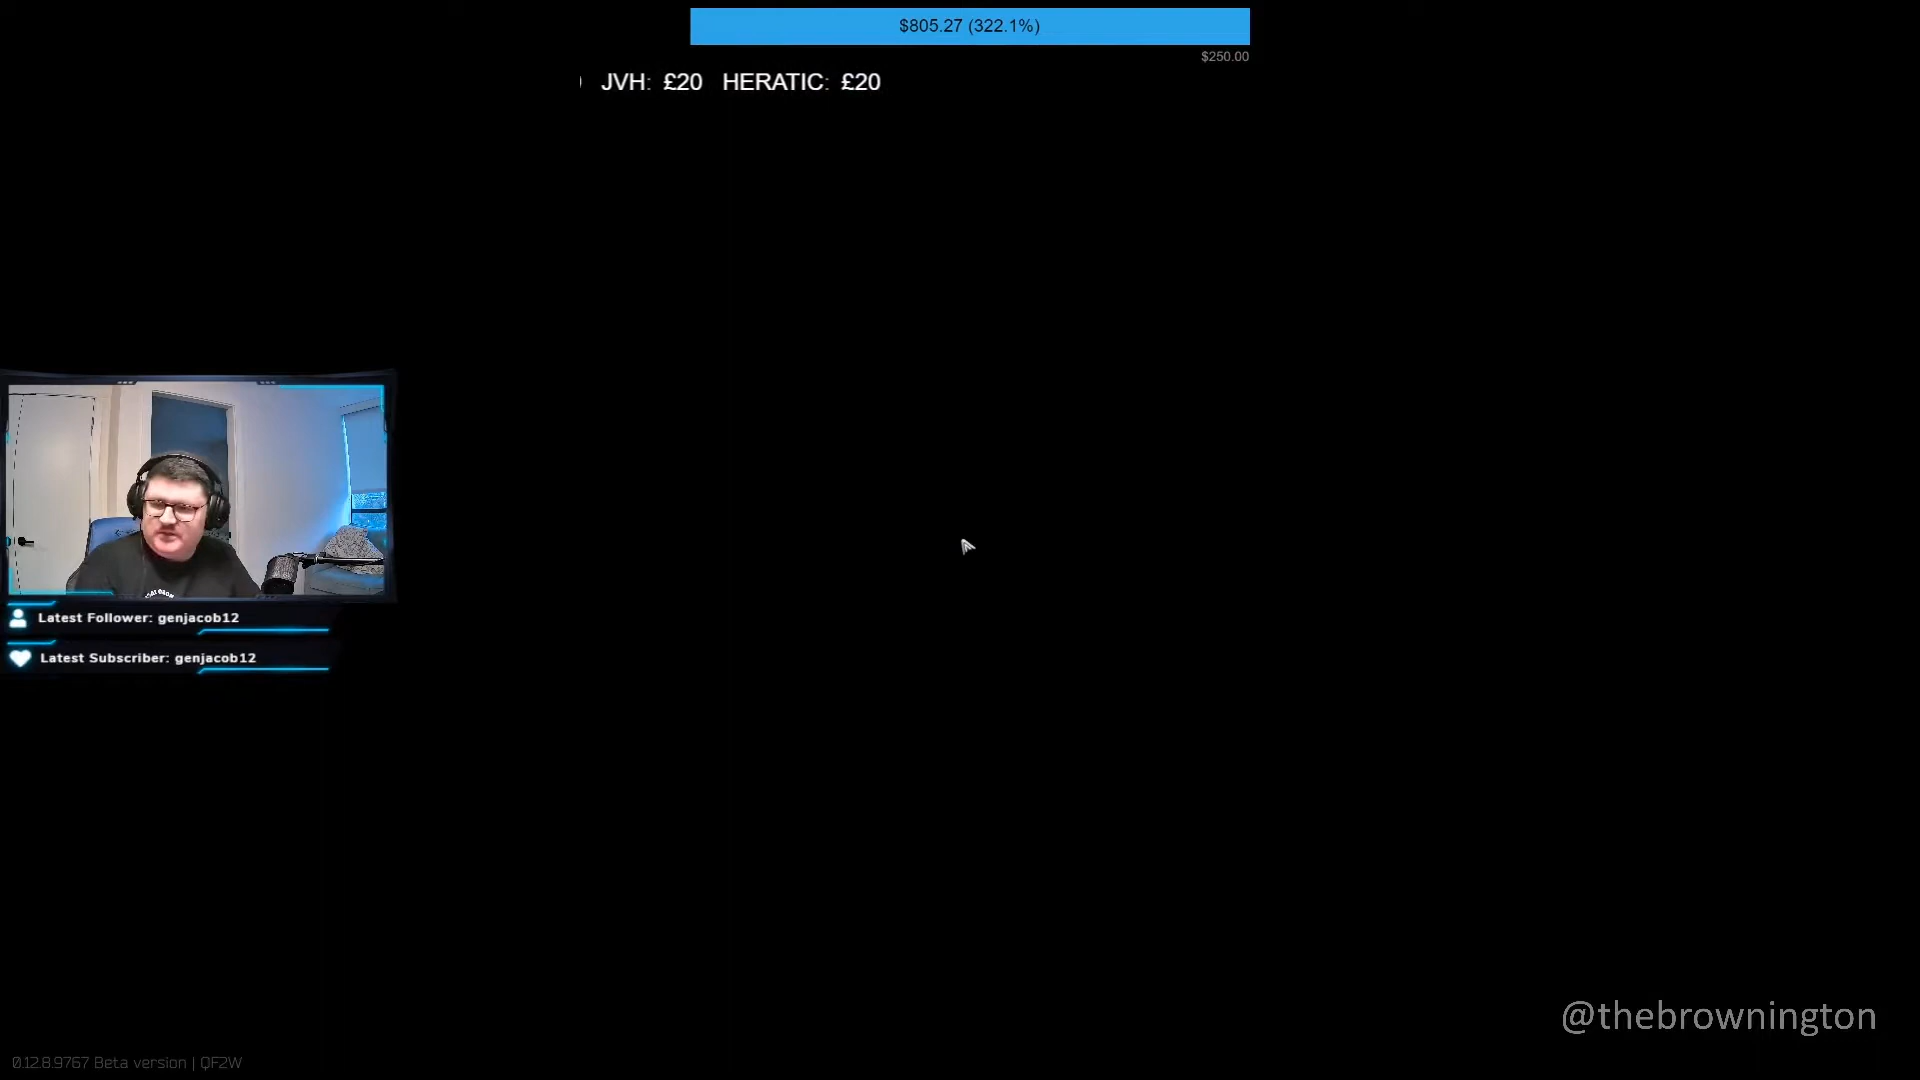 $805.27 (322.1%)
$250.00
JVH: £20 HERATIC: £20
Latest Follower: genjacob12
Latest Subscriber: genjacob12
@thebrownington
0.12.8.9767 Beta version | QF2W